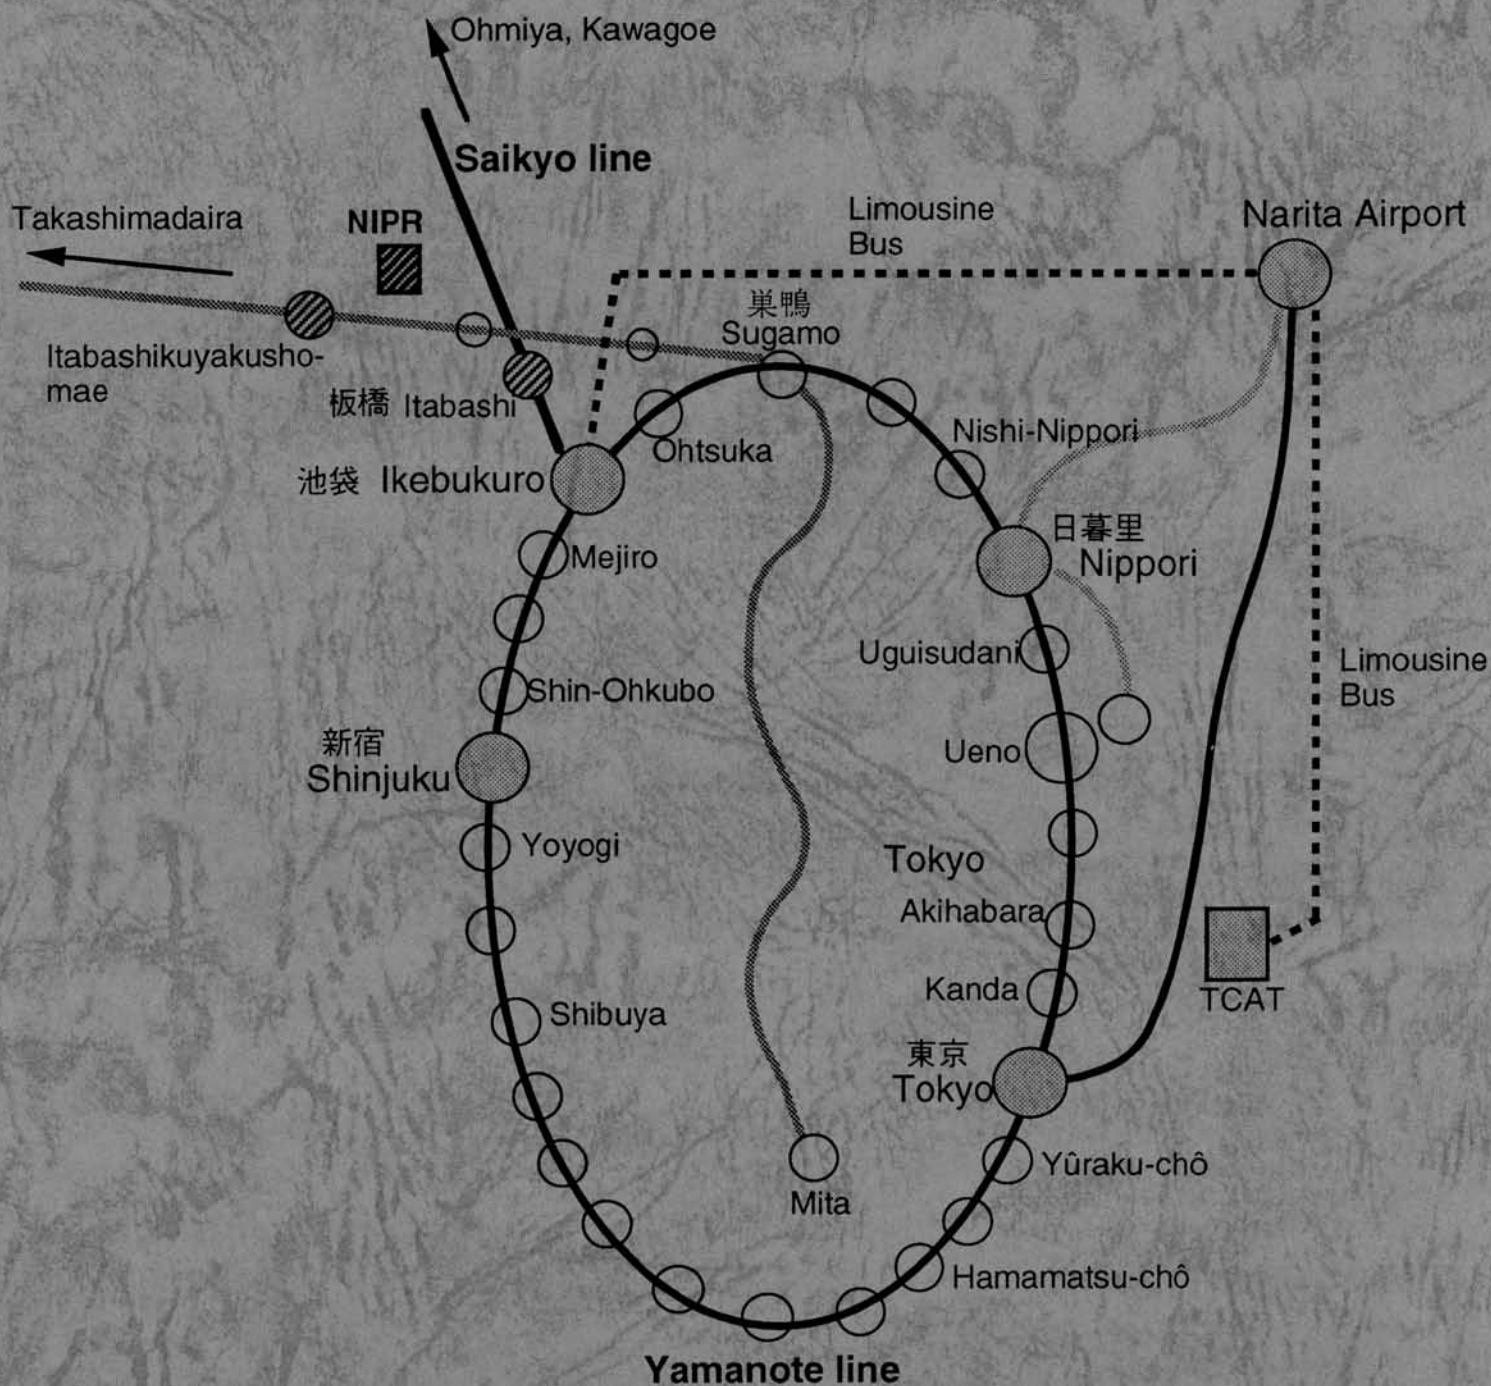 Ohmiya, Kawagoe
Saikyo line
Takashimadaira
NIPR
Limousine
Bus
Narita Airport
巣鴨
Sugamo
Itabashikuyakusho-
mae
板橋 Itabashi
Ohtsuka
Nishi-Nippori
池袋 Ikebukuro
日暮里
Nippori
Mejiro
Uguisudani
Limousine
Bus
Shin-Ohkubo
新宿
Shinjuku
Ueno
Yoyogi
Tokyo
Akihabara
Kanda
TCAT
Shibuya
東京
Tokyo
Yûraku-chô
Mita
Hamamatsu-chô
Yamanote line